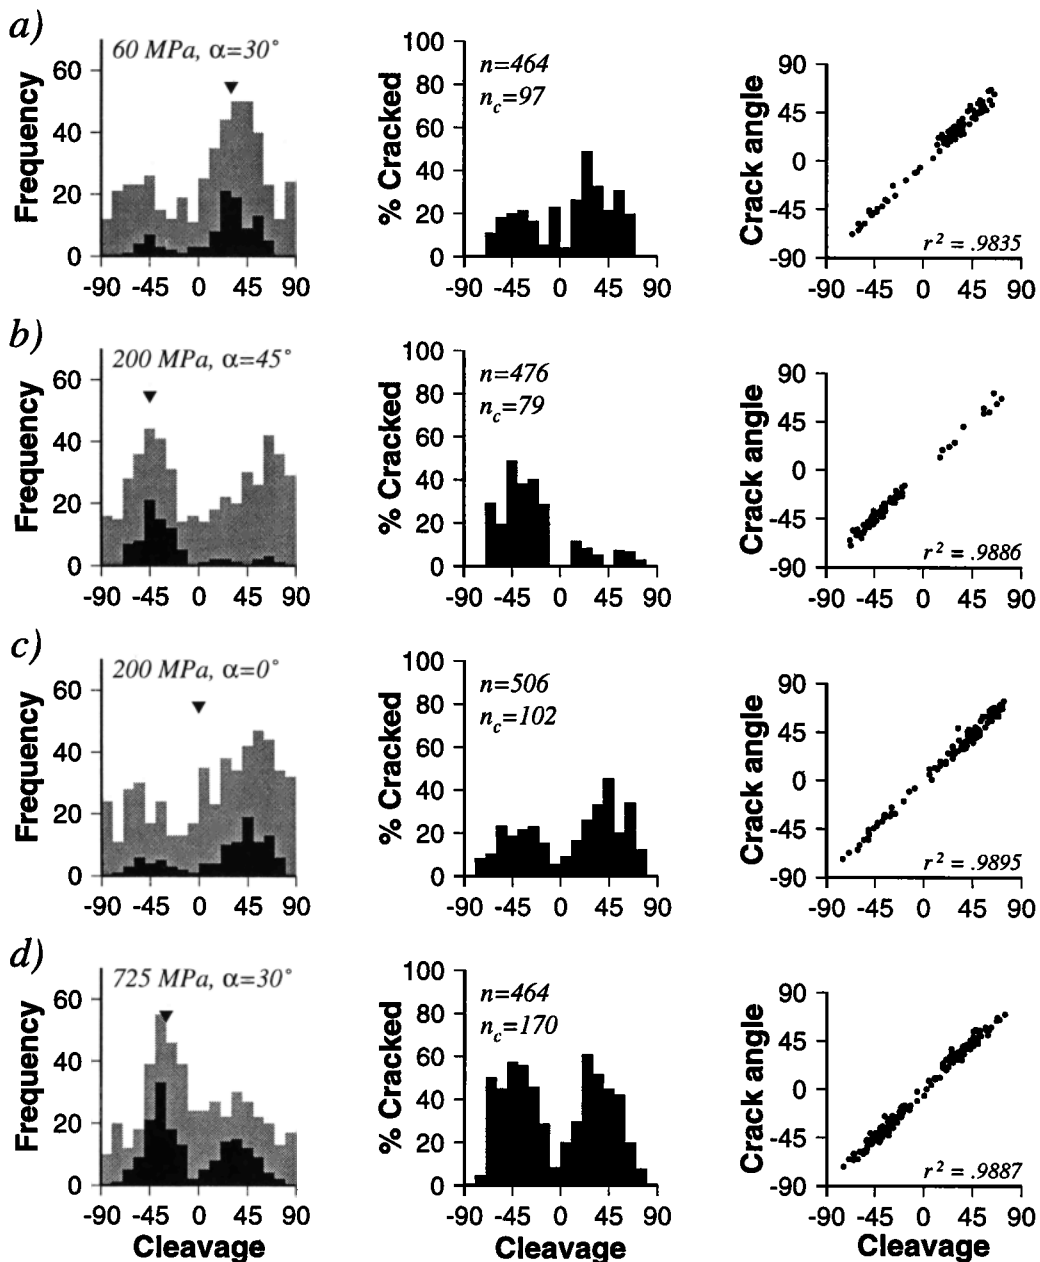 a)
60 MPa, α=30°
Frequency
60
40
20
0
-90 -45 0 45 90
% Cracked
100
80
60
40
20
0
n=464
n_c=97
-90 -45 0 45 90
Crack angle
90
45
0
-45
-90
r² = .9835
-90 -45 0 45 90
b)
200 MPa, α=45°
Frequency
60
40
20
0
-90 -45 0 45 90
% Cracked
100
80
60
40
20
0
n=476
n_c=79
-90 -45 0 45 90
Crack angle
90
45
0
-45
-90
r² = .9886
-90 -45 0 45 90
c)
200 MPa, α=0°
Frequency
60
40
20
0
-90 -45 0 45 90
% Cracked
100
80
60
40
20
0
n=506
n_c=102
-90 -45 0 45 90
Crack angle
90
45
0
-45
-90
r² = .9895
-90 -45 0 45 90
d)
725 MPa, α=30°
Frequency
60
40
20
0
-90 -45 0 45 90
Cleavage
% Cracked
100
80
60
40
20
0
n=464
n_c=170
-90 -45 0 45 90
Cleavage
Crack angle
90
45
0
-45
-90
r² = .9887
-90 -45 0 45 90
Cleavage